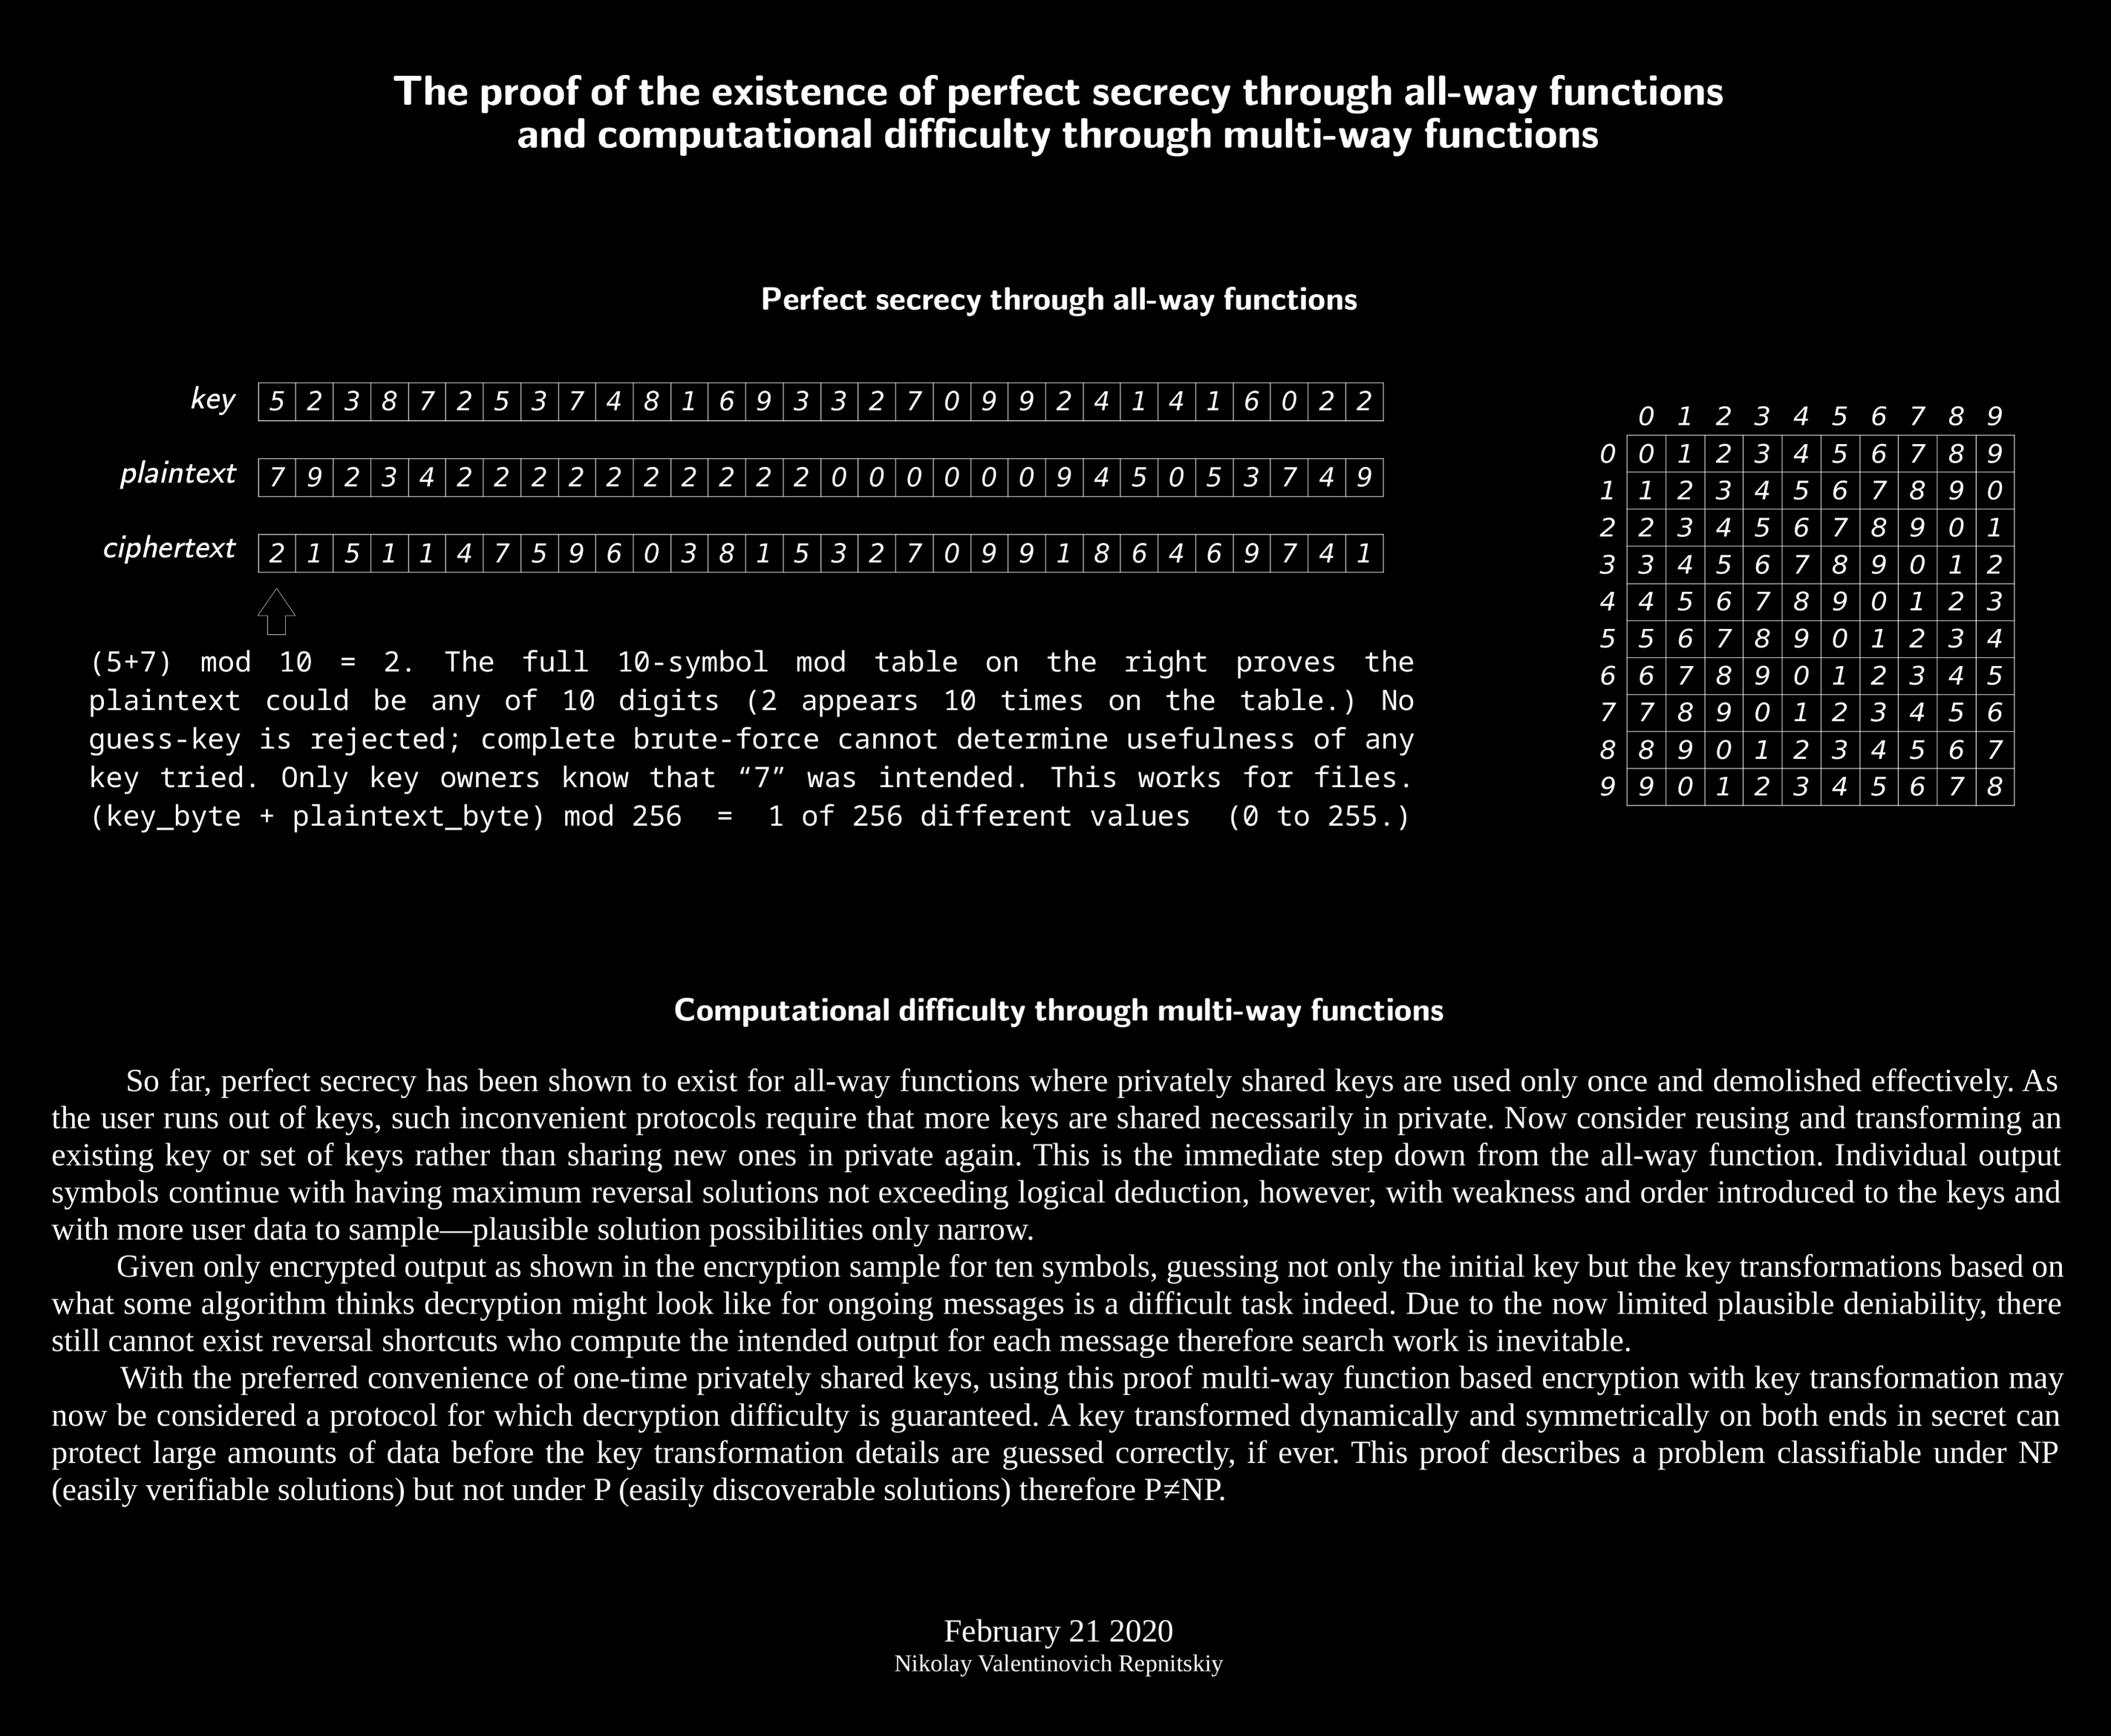 The proof of the existence of perfect secrecy through all-way functions
and computational difficulty through multi-way functions
Perfect secrecy through all-way functions
key 5 2 3 8 7 2 5 3 7 4 8 1 6 9 3 3 2 7 0 9 9 2 4 1 4 1 6 0 2 2
plaintext 7 9 2 3 4 2 2 2 2 2 2 2 2 2 2 0 0 0 0 0 0 9 4 5 0 5 3 7 4 9
ciphertext 2 1 5 1 1 4 7 5 9 6 0 3 8 1 5 3 2 7 0 9 9 1 8 6 4 6 9 7 4 1
(5+7) mod 10 = 2. The full 10-symbol mod table on the right proves the
plaintext could be any of 10 digits (2 appears 10 times on the table.) No
guess-key is rejected; complete brute-force cannot determine usefulness of any
key tried. Only key owners know that “7” was intended. This works for files.
(key_byte + plaintext_byte) mod 256 = 1 of 256 different values (0 to 255.)
0 1 2 3 4 5 6 7 8 9
0 0 1 2 3 4 5 6 7 8 9
1 1 2 3 4 5 6 7 8 9 0
2 2 3 4 5 6 7 8 9 0 1
3 3 4 5 6 7 8 9 0 1 2
4 4 5 6 7 8 9 0 1 2 3
5 5 6 7 8 9 0 1 2 3 4
6 6 7 8 9 0 1 2 3 4 5
7 7 8 9 0 1 2 3 4 5 6
8 8 9 0 1 2 3 4 5 6 7
9 9 0 1 2 3 4 5 6 7 8
Computational difficulty through multi-way functions
So far, perfect secrecy has been shown to exist for all-way functions where privately shared keys are used only once and demolished effectively. As
the user runs out of keys, such inconvenient protocols require that more keys are shared necessarily in private. Now consider reusing and transforming an
existing key or set of keys rather than sharing new ones in private again. This is the immediate step down from the all-way function. Individual output
symbols continue with having maximum reversal solutions not exceeding logical deduction, however, with weakness and order introduced to the keys and
with more user data to sample—plausible solution possibilities only narrow.
Given only encrypted output as shown in the encryption sample for ten symbols, guessing not only the initial key but the key transformations based on
what some algorithm thinks decryption might look like for ongoing messages is a difficult task indeed. Due to the now limited plausible deniability, there
still cannot exist reversal shortcuts who compute the intended output for each message therefore search work is inevitable.
With the preferred convenience of one-time privately shared keys, using this proof multi-way function based encryption with key transformation may
now be considered a protocol for which decryption difficulty is guaranteed. A key transformed dynamically and symmetrically on both ends in secret can
protect large amounts of data before the key transformation details are guessed correctly, if ever. This proof describes a problem classifiable under NP
(easily verifiable solutions) but not under P (easily discoverable solutions) therefore P≠NP.
February 21 2020
Nikolay Valentinovich Repnitskiy